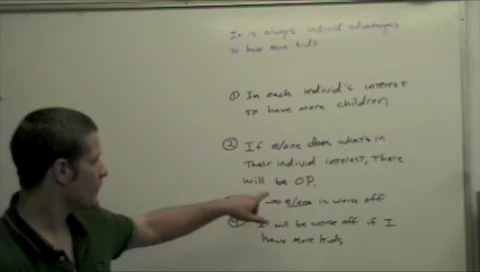 It is always individ advantageous
to have more kids
① In each individ's interest
to have more children
② If e/one does what's in
their individ interest, there
will be OP.
→ e/one is worse off
I will be worse off if I
have more kids